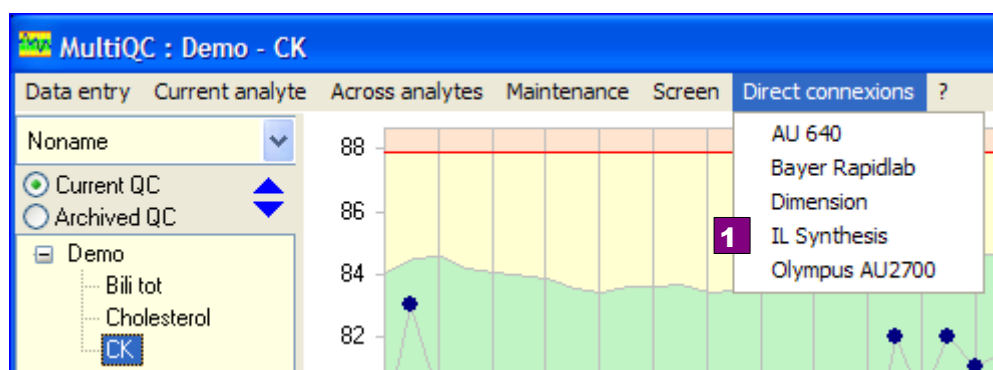 MultiQC : Demo - CK
Data entry Current analyte Across analytes Maintenance Screen Direct connexions ?
Noname
Current QC
Archived QC
Demo
Bili tot
Cholesterol
CK
88
86
84
82
AU 640
Bayer Rapidlab
Dimension
1 IL Synthesis
Olympus AU2700